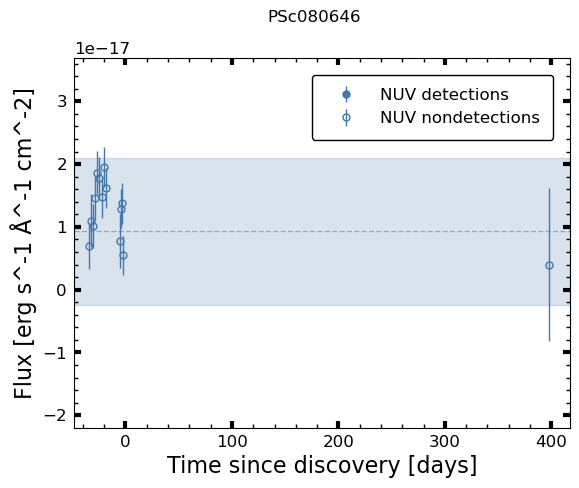 PSc080646
1e−17
NUV detections
NUV nondetections
3
2
1
0
−1
−2
Flux [erg s^-1 Å^-1 cm^-2]
0 100 200 300 400
Time since discovery [days]